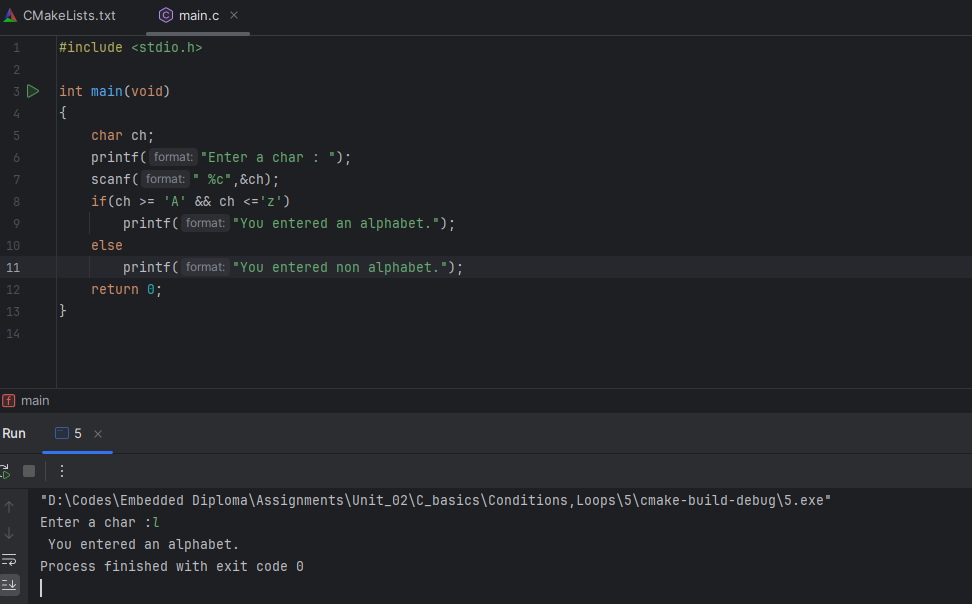 CMakeLists.txt main.c
1 #include <stdio.h>
2
3 int main(void)
4 {
5 char ch;
6 printf( format: "Enter a char : ");
7 scanf( format: " %c",&ch);
8 if(ch >= 'A' && ch <='z')
9 printf( format: "You entered an alphabet.");
10 else
11 printf( format: "You entered non alphabet.");
12 return 0;
13 }
14
f main
Run 5
"D:\Codes\Embedded Diploma\Assignments\Unit_02\C_basics\Conditions,Loops\5\cmake-build-debug\5.exe"
Enter a char :l
You entered an alphabet.
Process finished with exit code 0